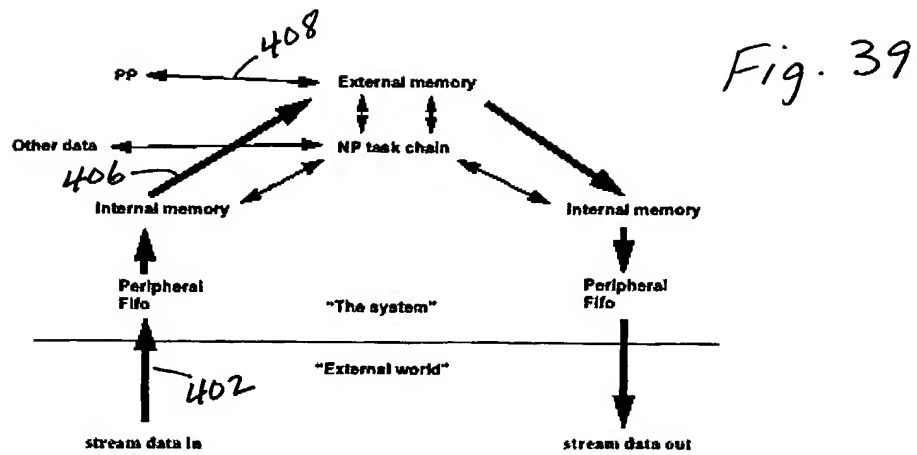 Fig. 39
408
PP
External memory
Other data
NP task chain
406
Internal memory
Internal memory
Peripheral
Fifo
Peripheral
Fifo
"The system"
"External world"
402
stream data in
stream data out